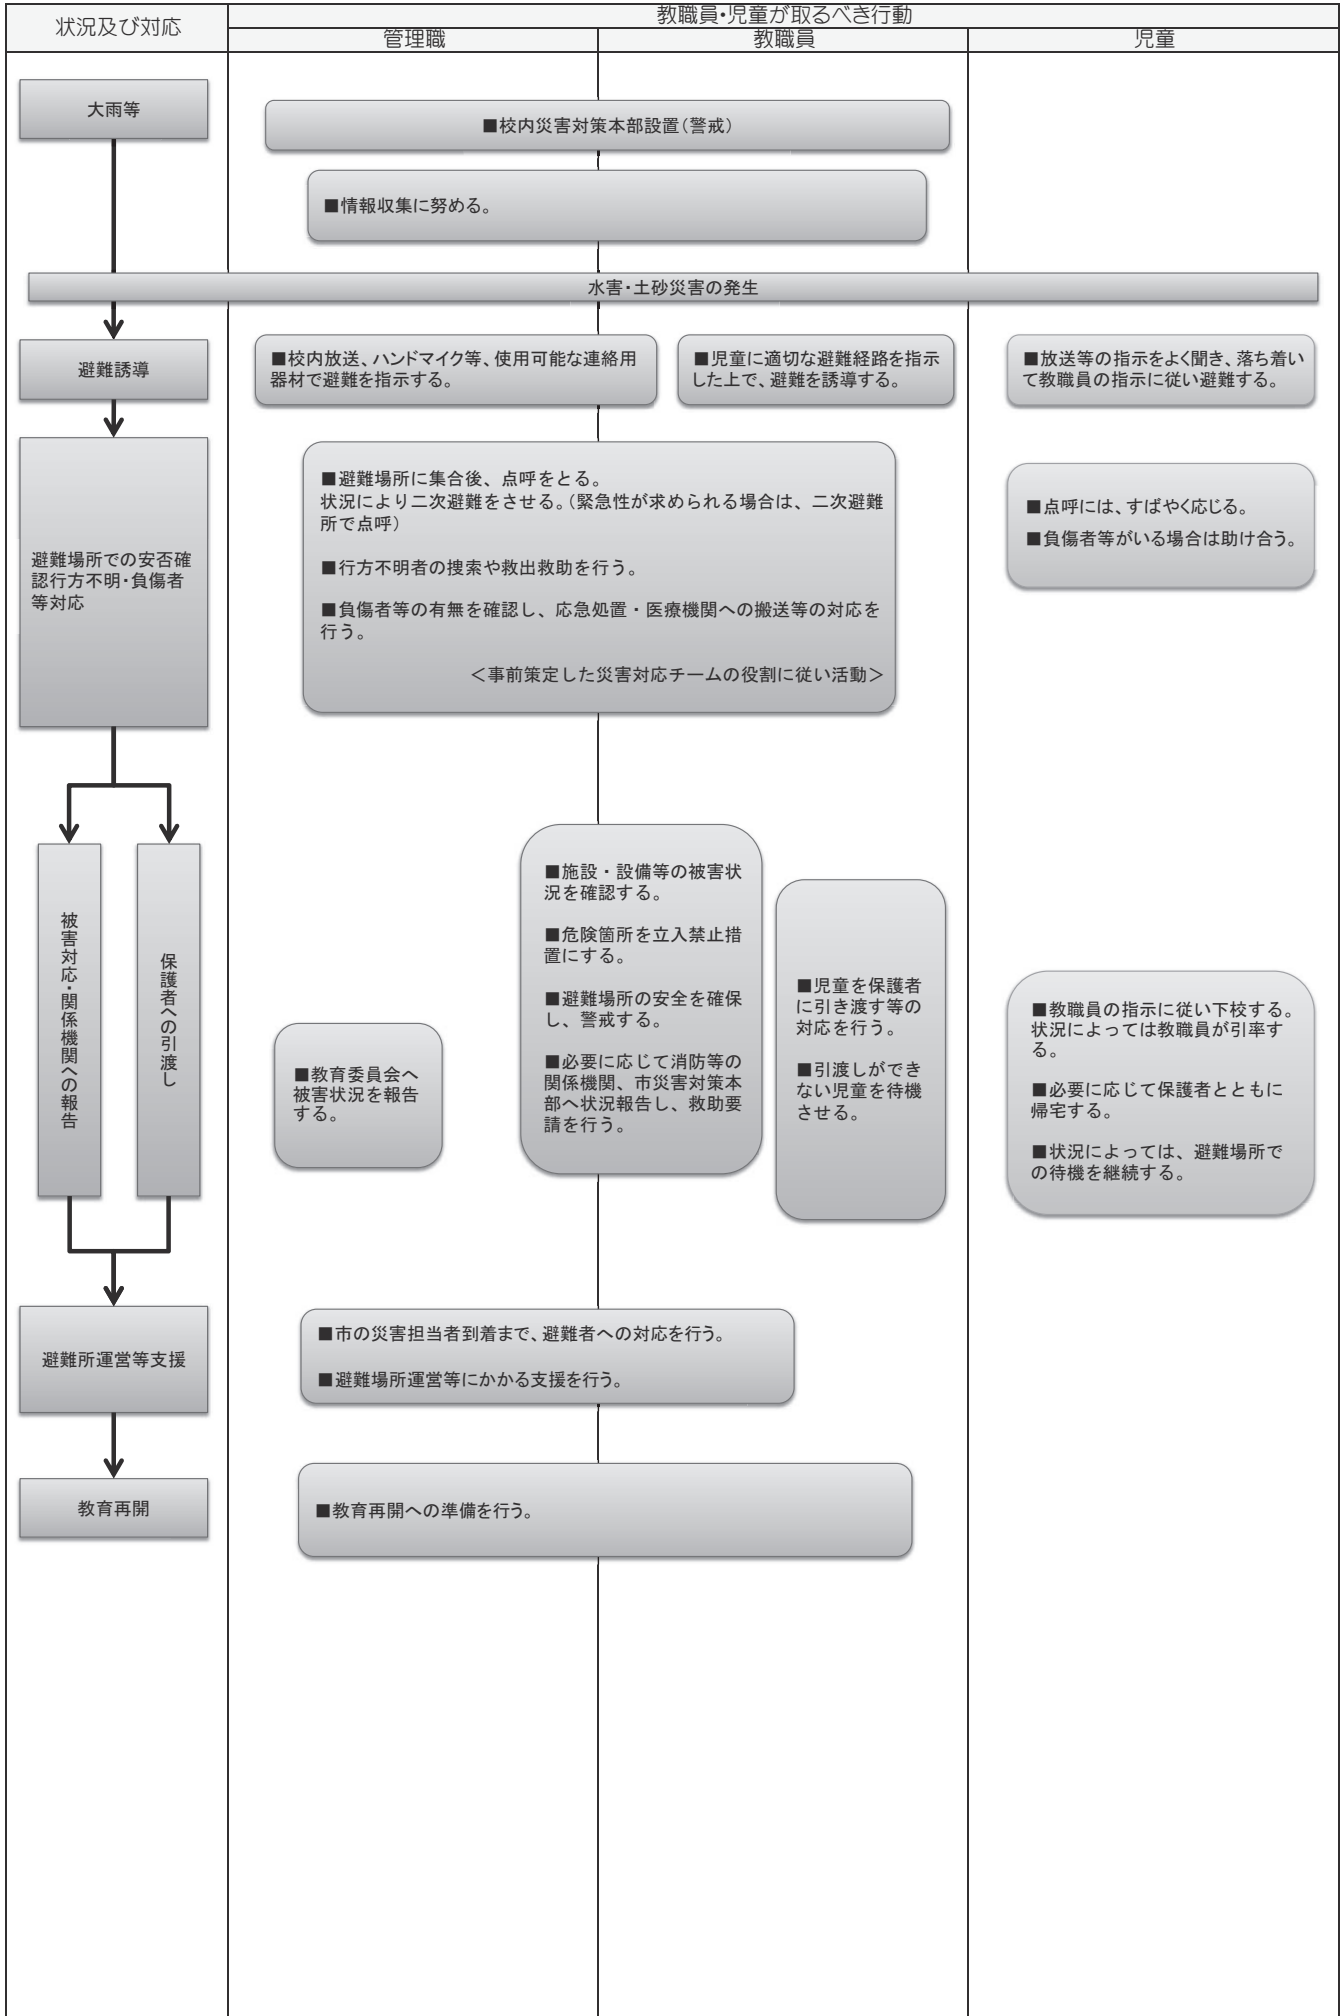 状況及び対応
教職員・児童が取るべき行動
管理職
教職員
児童
大雨等
■校内災害対策本部設置（警戒）
■情報収集に努める。
水害・土砂災害の発生
避難誘導
■校内放送、ハンドマイク等、使用可能な連絡用
器材で避難を指示する。
■児童に適切な避難経路を指示
した上で、避難を誘導する。
■放送等の指示をよく聞き、落ち着い
て教職員の指示に従い避難する。
避難場所での安否確
認行方不明・負傷者
等対応
■避難場所に集合後、点呼をとる。
状況により二次避難をさせる。（緊急性が求められる場合は、二次避難
所で点呼）
■行方不明者の捜索や救出救助を行う。
■負傷者等の有無を確認し、応急処置・医療機関への搬送等の対応を
行う。
＜事前策定した災害対応チームの役割に従い活動＞
■点呼には、すばやく応じる。
■負傷者等がいる場合は助け合う。
被害対応・関係機関への報告
保護者への引渡し
■教育委員会へ
被害状況を報告
する。
■施設・設備等の被害状
況を確認する。
■危険箇所を立入禁止措
置にする。
■避難場所の安全を確保
し、警戒する。
■必要に応じて消防等の
関係機関、市災害対策本
部へ状況報告し、救助要
請を行う。
■児童を保護者
に引き渡す等の
対応を行う。
■引渡しができ
ない児童を待機
させる。
■教職員の指示に従い下校する。
状況によっては教職員が引率す
る。
■必要に応じて保護者とともに
帰宅する。
■状況によっては、避難場所で
の待機を継続する。
避難所運営等支援
■市の災害担当者到着まで、避難者への対応を行う。
■避難場所運営等にかかる支援を行う。
教育再開
■教育再開への準備を行う。